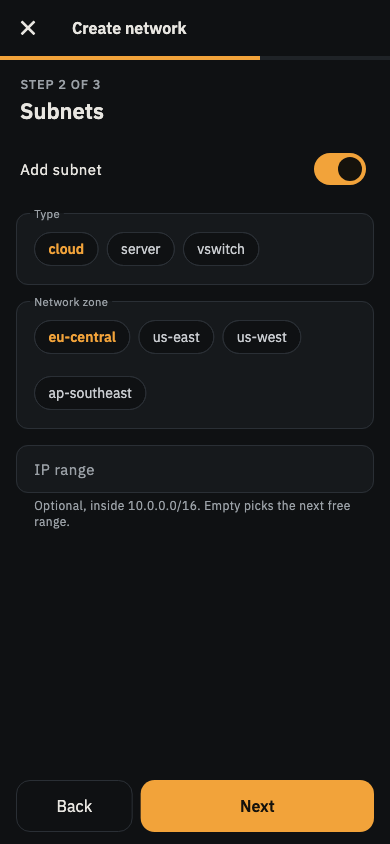 Create network
STEP 2 OF 3
Subnets
Add subnet
Type
cloud server vswitch
Network zone
eu-central us-east us-west
ap-southeast
IP range
Optional, inside 10.0.0.0/16. Empty picks the next free
range.
Back Next